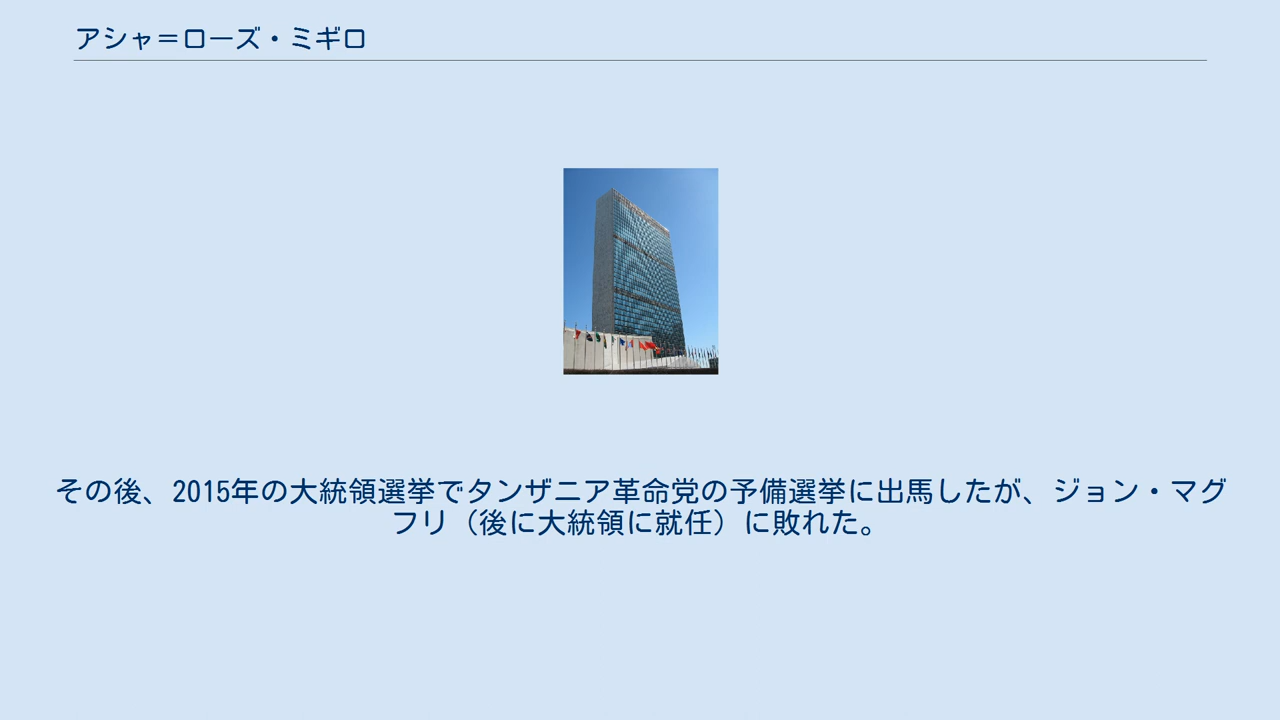 アシャ＝ローズ・ミギロ
その後、2015年の大統領選挙でタンザニア革命党の予備選挙に出馬したが、ジョン・マグ
フリ（後に大統領に就任）に敗れた。